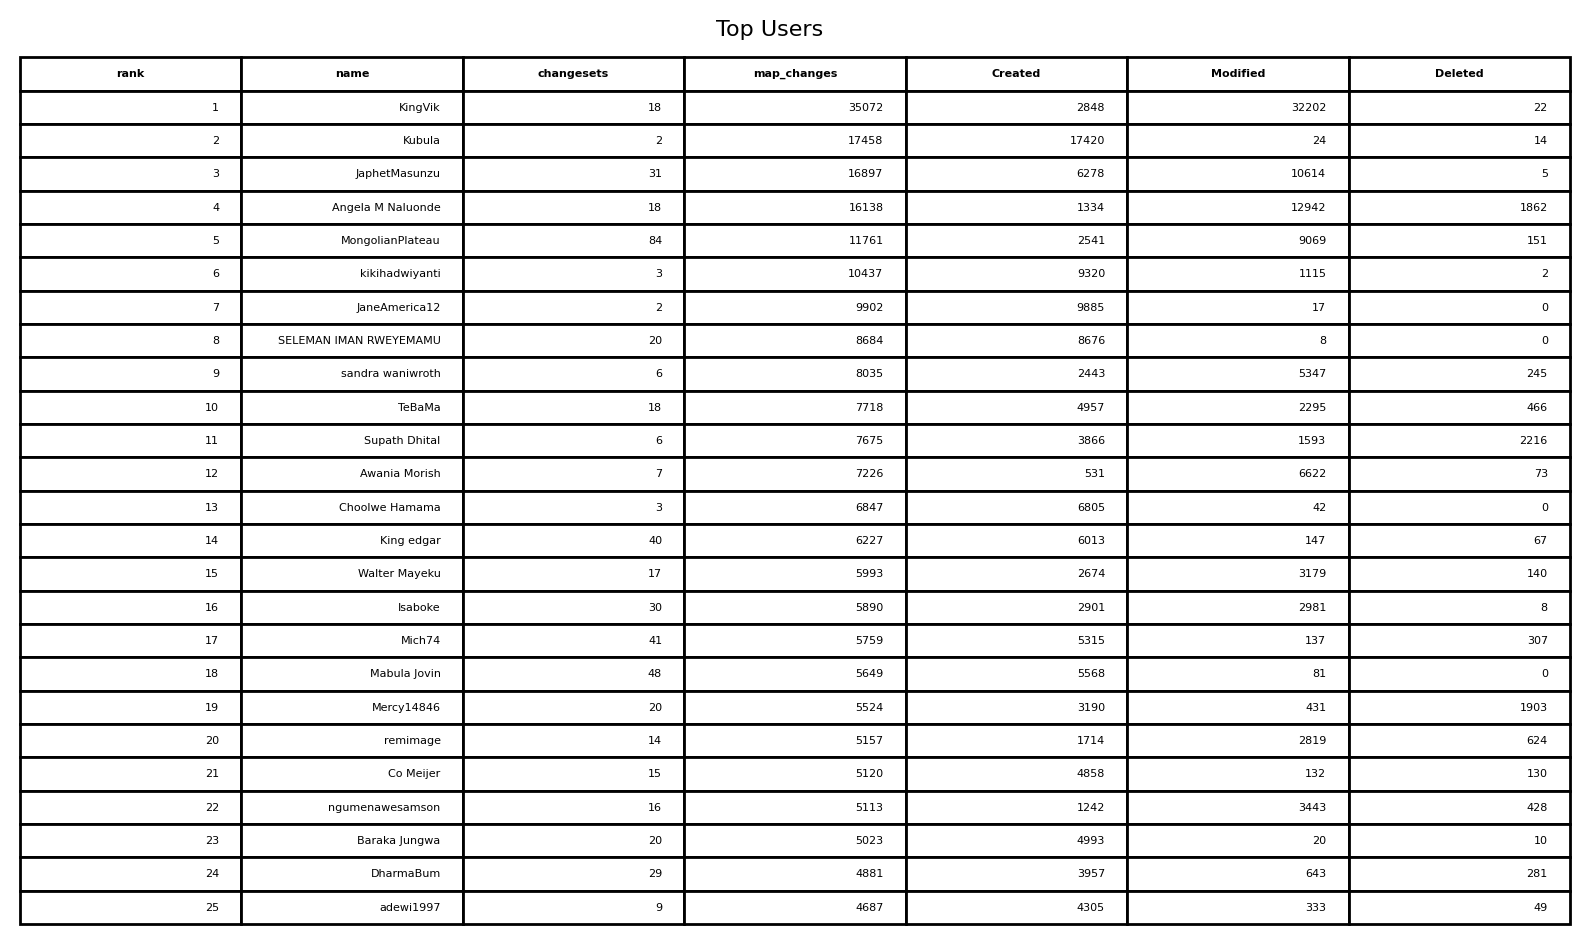 Top Users
rank name changesets map_changes Created Modified Deleted
1 KingVik 18 35072 2848 32202 22
2 Kubula 2 17458 17420 24 14
3 JaphetMasunzu 31 16897 6278 10614 5
4 Angela M Naluonde 18 16138 1334 12942 1862
5 MongolianPlateau 84 11761 2541 9069 151
6 kikihadwiyanti 3 10437 9320 1115 2
7 JaneAmerica12 2 9902 9885 17 0
8 SELEMAN IMAN RWEYEMAMU 20 8684 8676 8 0
9 sandra waniwroth 6 8035 2443 5347 245
10 TeBaMa 18 7718 4957 2295 466
11 Supath Dhital 6 7675 3866 1593 2216
12 Awania Morish 7 7226 531 6622 73
13 Choolwe Hamama 3 6847 6805 42 0
14 King edgar 40 6227 6013 147 67
15 Walter Mayeku 17 5993 2674 3179 140
16 Isaboke 30 5890 2901 2981 8
17 Mich74 41 5759 5315 137 307
18 Mabula Jovin 48 5649 5568 81 0
19 Mercy14846 20 5524 3190 431 1903
20 remimage 14 5157 1714 2819 624
21 Co Meijer 15 5120 4858 132 130
22 ngumenawesamson 16 5113 1242 3443 428
23 Baraka Jungwa 20 5023 4993 20 10
24 DharmaBum 29 4881 3957 643 281
25 adewi1997 9 4687 4305 333 49